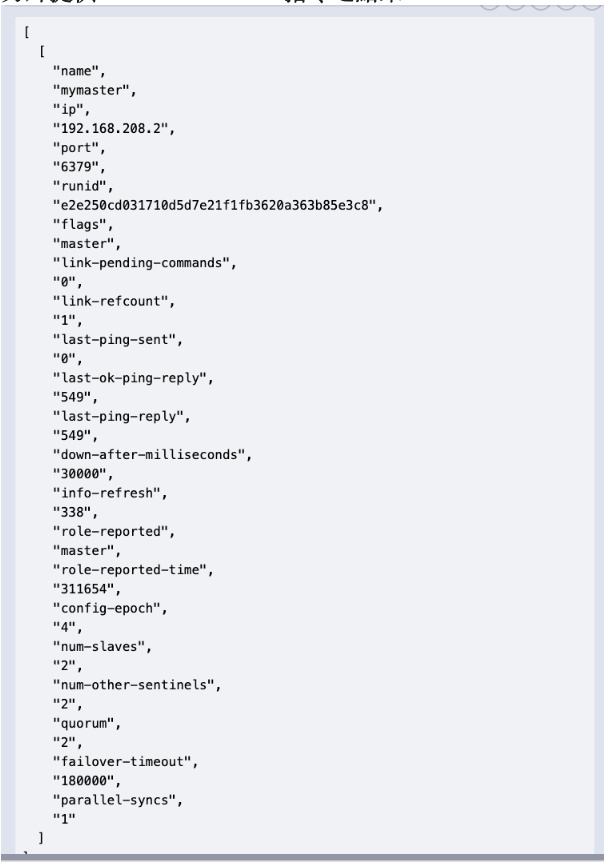 [
[
"name",
"mymaster",
"ip",
"192.168.208.2",
"port",
"6379",
"runid",
"e2e250cd031710d5d7e21f1fb3620a363b85e3c8",
"flags",
"master",
"link-pending-commands",
"0",
"link-refcount",
"1",
"last-ping-sent",
"0",
"last-ok-ping-reply",
"549",
"last-ping-reply",
"549",
"down-after-milliseconds",
"30000",
"info-refresh",
"338",
"role-reported",
"master",
"role-reported-time",
"311654",
"config-epoch",
"4",
"num-slaves",
"2",
"num-other-sentinels",
"2",
"quorum",
"2",
"failover-timeout",
"180000",
"parallel-syncs",
"1"
]